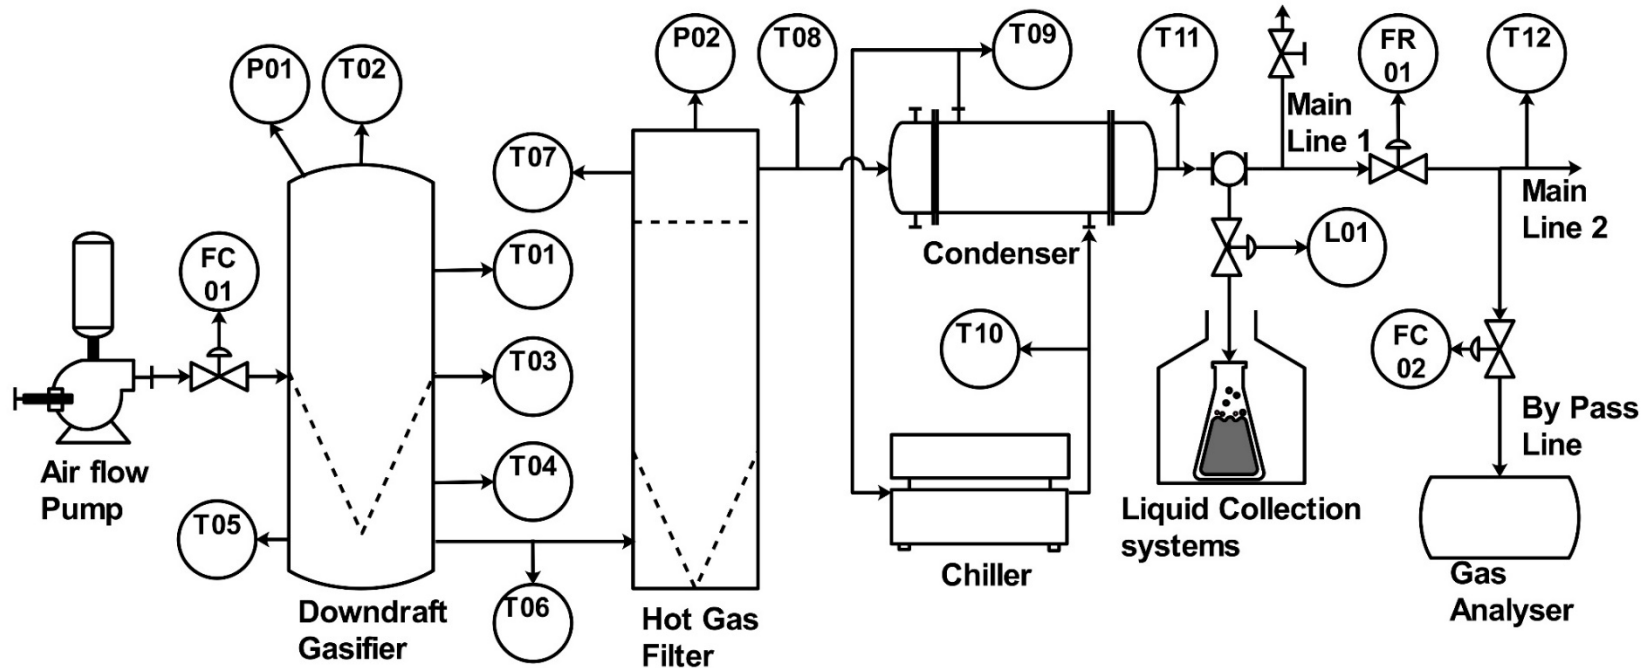 P01
T02
P02
T08
T09
T11
FR
01
T12
Main
Line 1
T07
Main
Line 2
FC
01
T01
Condenser
L01
T03
T10
FC
02
By Pass
Line
Air flow
Pump
T04
T05
Liquid Collection
systems
Chiller
Gas
Analyser
Downdraft
Gasifier
T06
Hot Gas
Filter